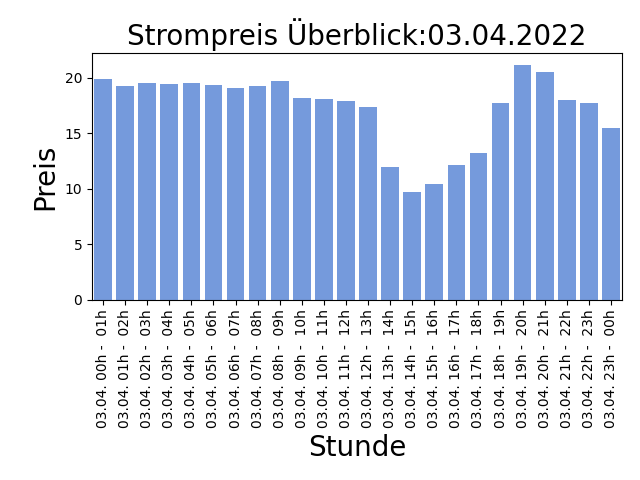 Strompreis Überblick:03.04.2022
Preis
20
15
10
5
0
03.04. 00h - 01h
03.04. 01h - 02h
03.04. 02h - 03h
03.04. 03h - 04h
03.04. 04h - 05h
03.04. 05h - 06h
03.04. 06h - 07h
03.04. 07h - 08h
03.04. 08h - 09h
03.04. 09h - 10h
03.04. 10h - 11h
03.04. 11h - 12h
03.04. 12h - 13h
03.04. 13h - 14h
03.04. 14h - 15h
03.04. 15h - 16h
03.04. 16h - 17h
03.04. 17h - 18h
03.04. 18h - 19h
03.04. 19h - 20h
03.04. 20h - 21h
03.04. 21h - 22h
03.04. 22h - 23h
03.04. 23h - 00h
Stunde